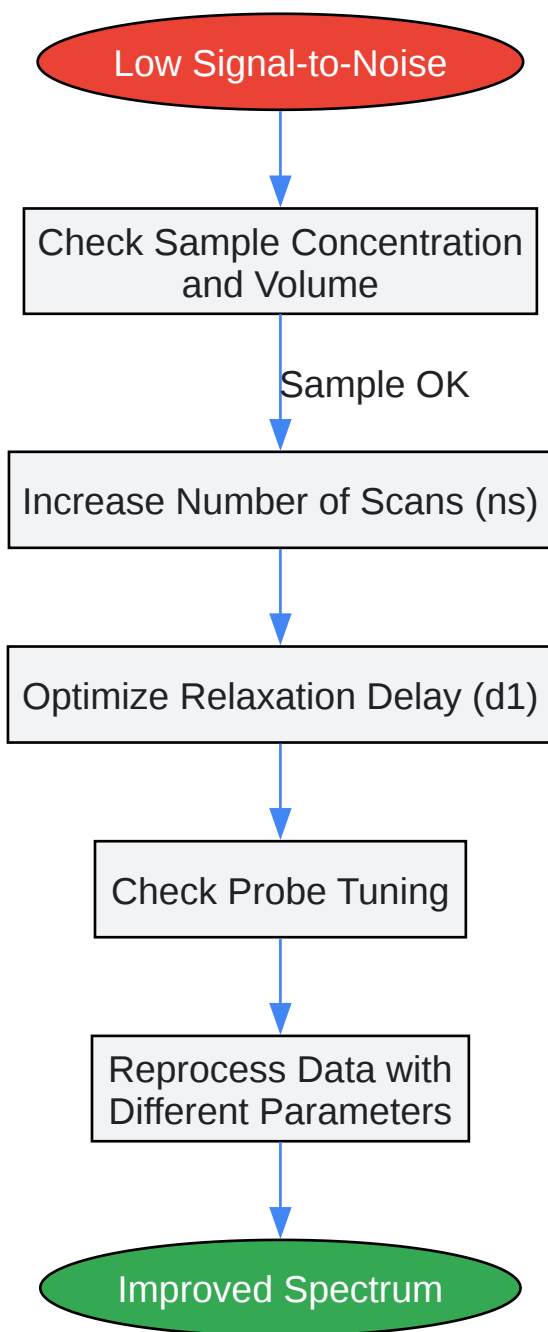 Low Signal-to-Noise
Check Sample Concentration
and Volume
Sample OK
Increase Number of Scans (ns)
Optimize Relaxation Delay (d1)
Check Probe Tuning
Reprocess Data with
Different Parameters
Improved Spectrum